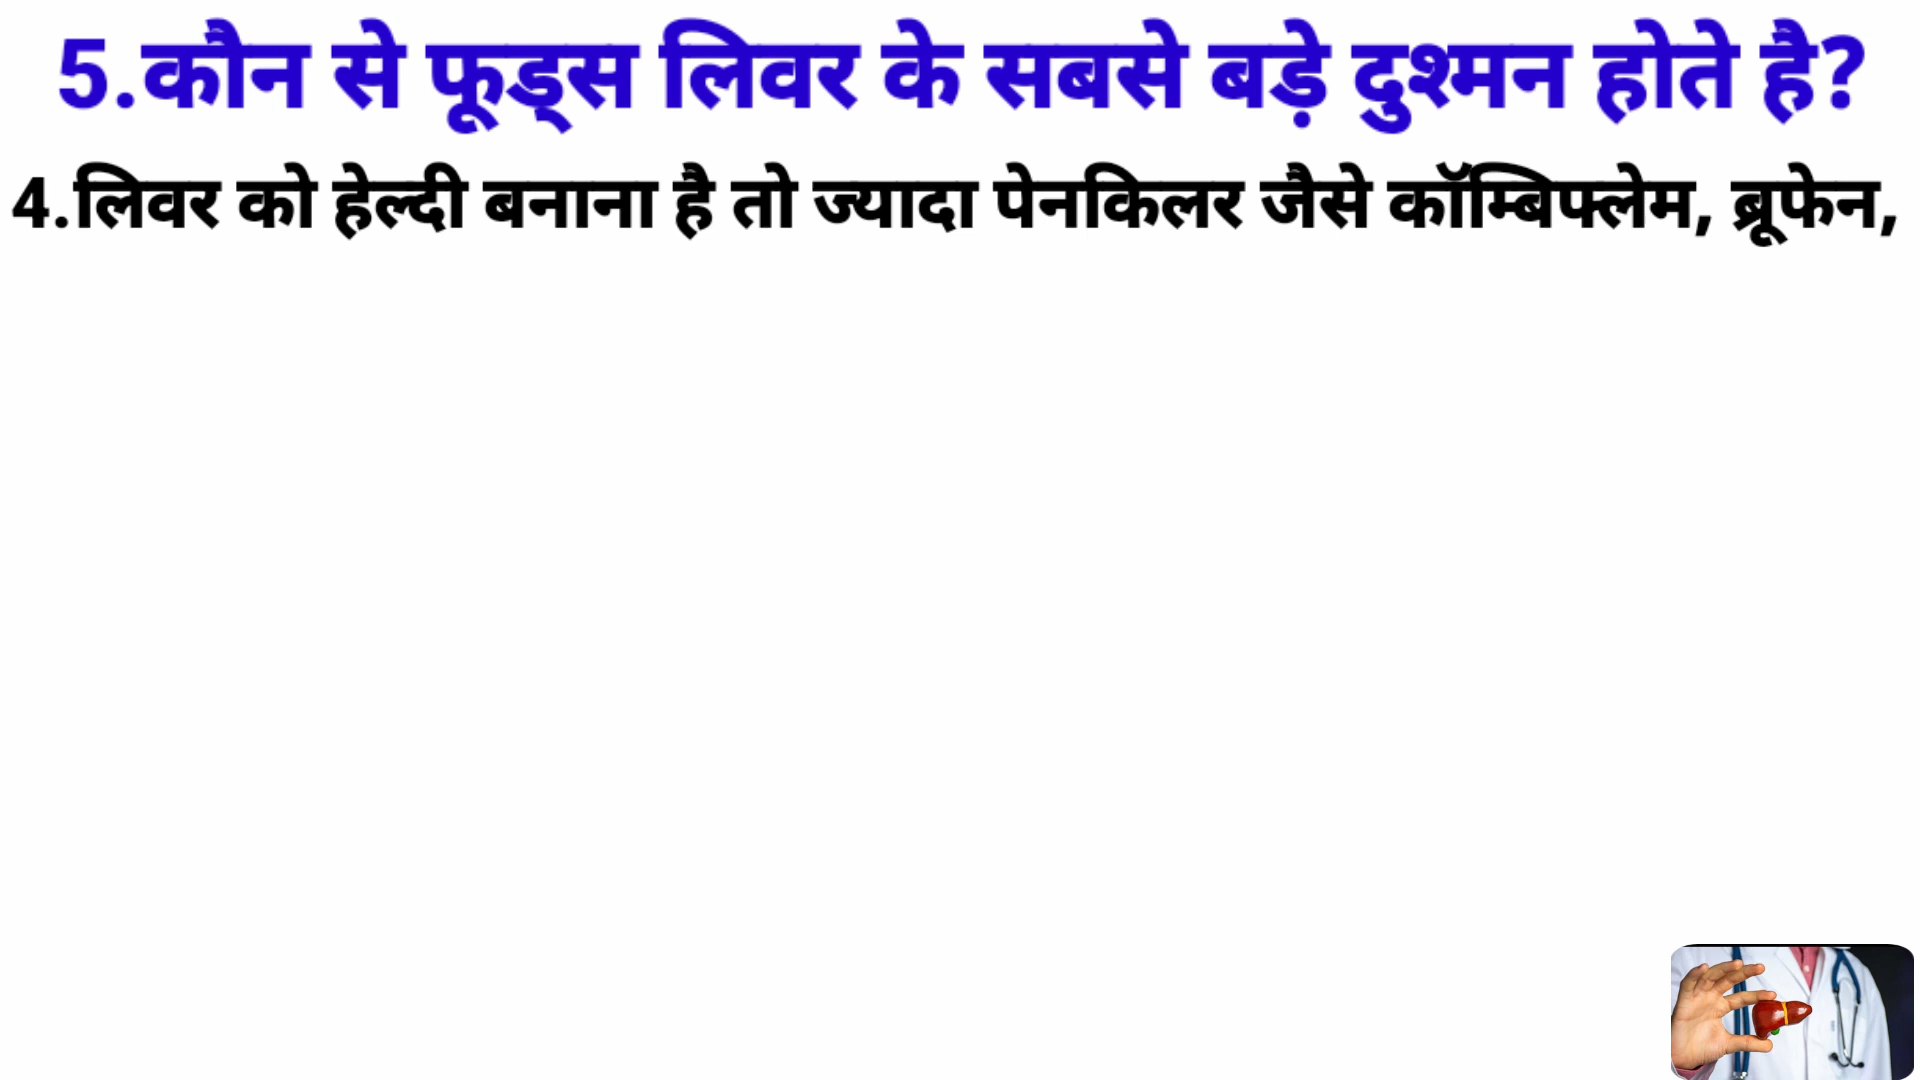 5.कौन से फूड्स लिवर के सबसे बड़े दुश्मन होते है?
4.लिवर को हेल्दी बनाना है तो ज्यादा पेनकिलर जैसे कॉम्बिफ्लेम, ब्रूफेन,